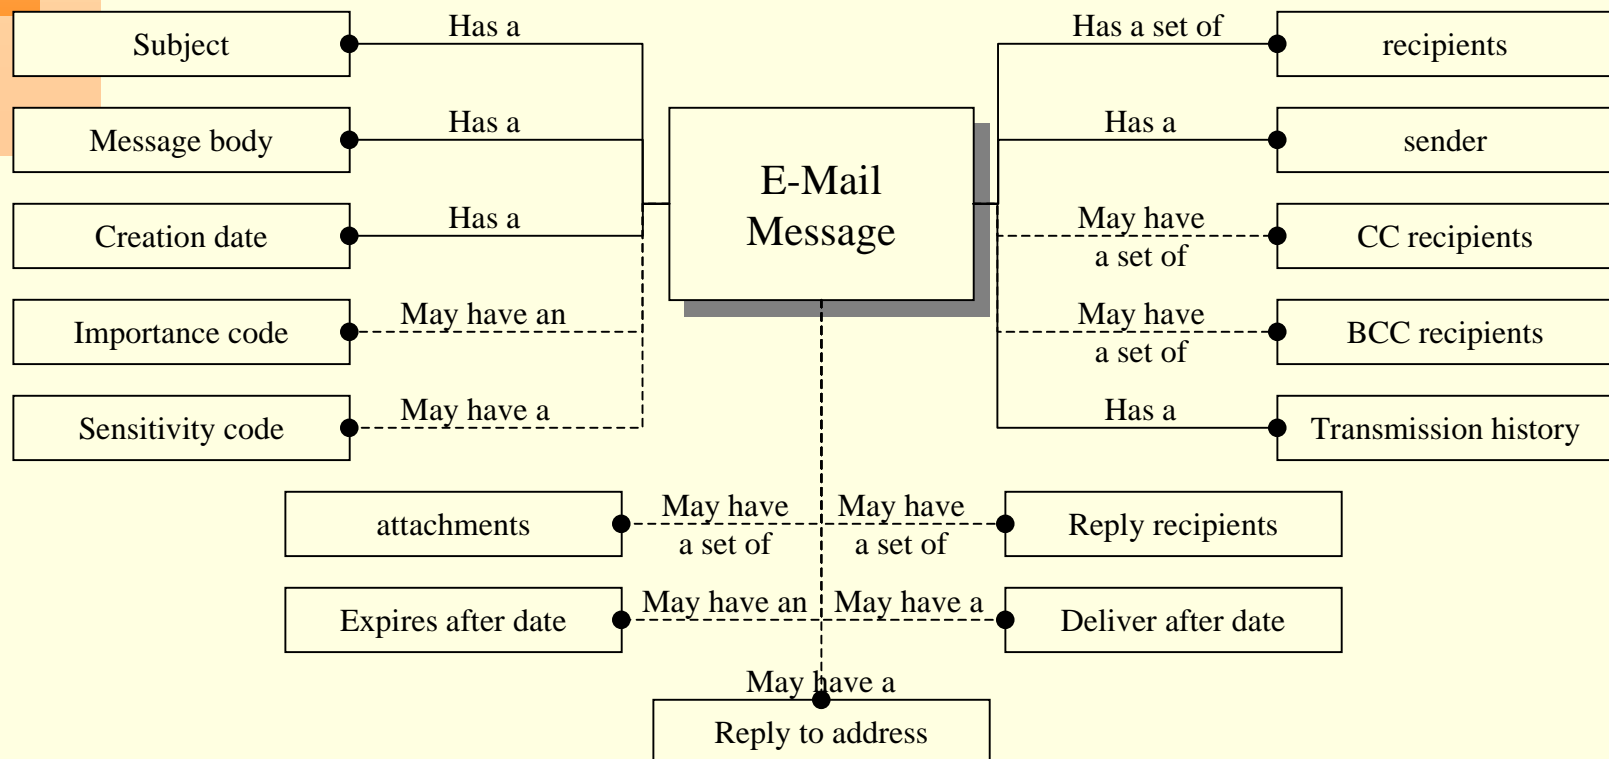 Subject
Has a
Has a set of
recipients
Message body
Has a
E-Mail
Message
Has a
sender
Creation date
Has a
May have
a set of
CC recipients
Importance code
May have an
May have
a set of
BCC recipients
Sensitivity code
May have a
Has a
Transmission history
attachments
May have
a set of
May have
a set of
Reply recipients
Expires after date
May have an
May have a
Deliver after date
May have a
Reply to address